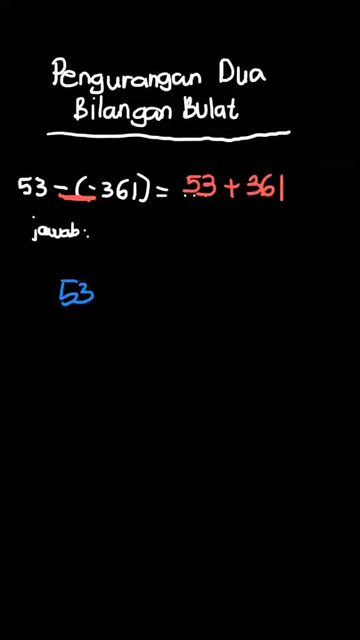 Pengurangan Dua
Bilangan Bulat
53 - (-361) = 53 + 361
jawab:
53